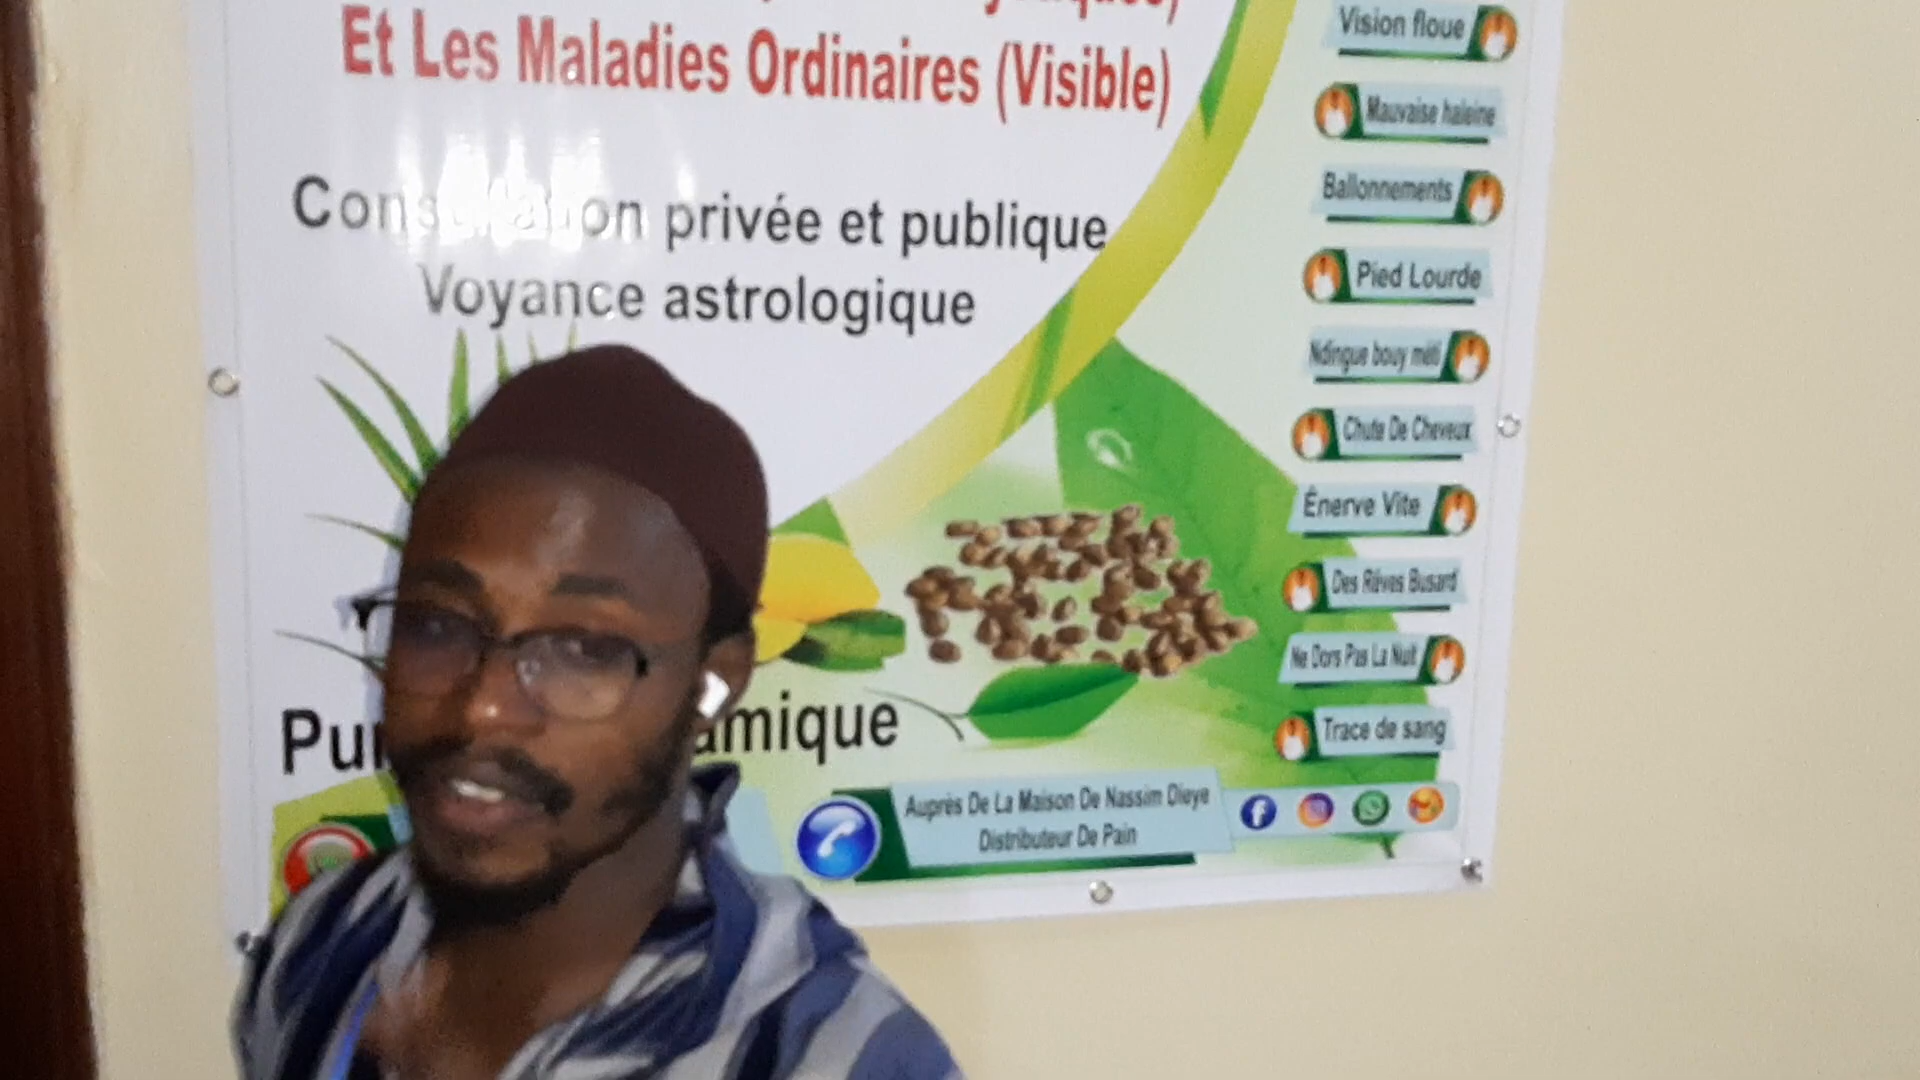 Et Les Maladies Ordinaires (Visible)
Consultation privée et publique
Voyance astrologique
Vision floue
Mauvaise haleine
Ballonnements
Pied Lourde
Ndingue bouy méti
Chute De Cheveux
Énerve Vite
Des Rêves Busard
Ne Dors Pas La Nuit
Trace de sang
Auprès De La Maison De Nassim Dieye
Distributeur De Pain